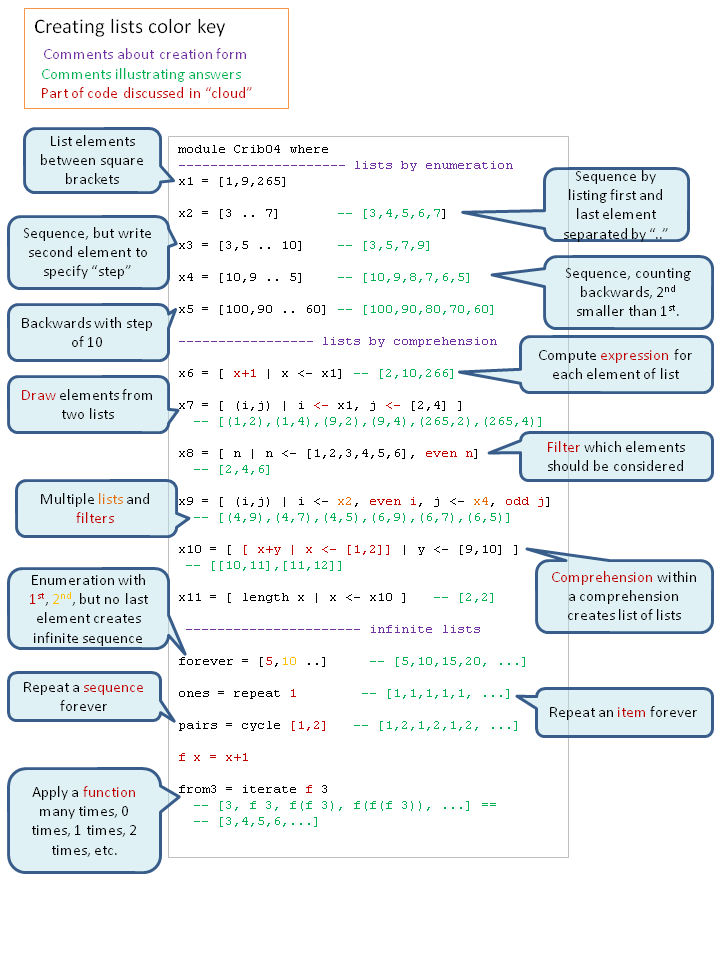 Creating lists color key
Comments about creation form
Comments illustrating answers
Part of code discussed in “cloud”
List elements
between square
brackets
module Crib04 where
--------------------- lists by enumeration
x1 = [1,9,265]
Sequence by
listing first and
last element
separated by “..”
x2 = [3 .. 7] -- [3,4,5,6,7]
Sequence, but write
second element to
specify “step”
x3 = [3,5 .. 10] -- [3,5,7,9]
x4 = [10,9 .. 5] -- [10,9,8,7,6,5]
Sequence, counting
backwards, 2nd
smaller than 1st.
Backwards with step
of 10
x5 = [100,90 .. 60] -- [100,90,80,70,60]
----------------- lists by comprehension
Compute expression for
each element of list
x6 = [ x+1 | x <- x1] -- [2,10,266]
Draw elements from
two lists
x7 = [ (i,j) | i <- x1, j <- [2,4] ]
-- [(1,2),(1,4),(9,2),(9,4),(265,2),(265,4)]
Filter which elements
should be considered
x8 = [ n | n <- [1,2,3,4,5,6], even n]
-- [2,4,6]
Multiple lists and
filters
x9 = [ (i,j) | i <- x2, even i, j <- x4, odd j]
-- [(4,9),(4,7),(4,5),(6,9),(6,7),(6,5)]
x10 = [ [ x+y | x <- [1,2]] | y <- [9,10] ]
-- [[10,11],[11,12]]
Comprehension within
a comprehension
creates list of lists
Enumeration with
1st, 2nd, but no last
element creates
infinite sequence
x11 = [ length x | x <- x10 ] -- [2,2]
---------------------- infinite lists
forever = [5,10 ..] -- [5,10,15,20, ...]
Repeat a sequence
forever
ones = repeat 1 -- [1,1,1,1,1, ...]
Repeat an item forever
pairs = cycle [1,2] -- [1,2,1,2,1,2, ...]
f x = x+1
Apply a function
many times, 0
times, 1 times, 2
times, etc.
from3 = iterate f 3
-- [3, f 3, f(f 3), f(f(f 3)), ...] ==
-- [3,4,5,6,...]